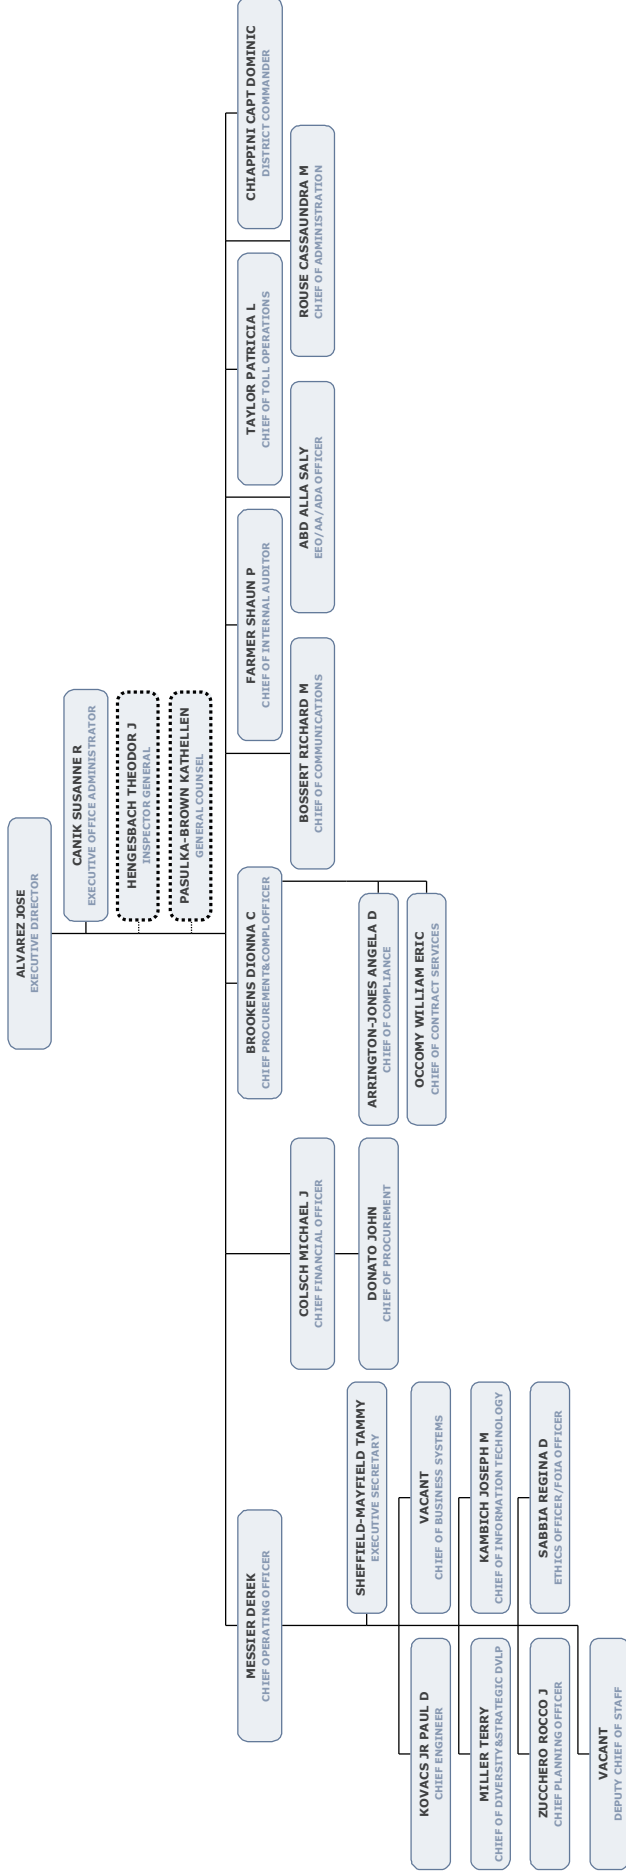 ALVAREZ JOSE
EXECUTIVE DIRECTOR
CANIK SUSANNE R
EXECUTIVE OFFICE ADMINISTRATOR
HENGESBACH THEODOR J
INSPECTOR GENERAL
PASULKA-BROWN KATHELLEN
GENERAL COUNSEL
MESSIER DEREK
CHIEF OPERATING OFFICER
BROOKENS DIONNA C
CHIEF PROCUREMENT&COMPLOFFICER
FARMER SHAUN P
CHIEF OF INTERNAL AUDITOR
TAYLOR PATRICIA L
CHIEF OF TOLL OPERATIONS
CHIAPPINI CAPT DOMINIC
DISTRICT COMMANDER
COLSCH MICHAEL J
CHIEF FINANCIAL OFFICER
BOSSERT RICHARD M
CHIEF OF COMMUNICATIONS
ABD ALLA SALY
EEO/AA/ADA OFFICER
ROUSE CASSAUNDRA M
CHIEF OF ADMINISTRATION
SHEFFIELD-MAYFIELD TAMMY
EXECUTIVE SECRETARY
DONATO JOHN
CHIEF OF PROCUREMENT
ARRINGTON-JONES ANGELA D
CHIEF OF COMPLIANCE
OCCOMY WILLIAM ERIC
CHIEF OF CONTRACT SERVICES
KOVACS JR PAUL D
CHIEF ENGINEER
VACANT
CHIEF OF BUSINESS SYSTEMS
MILLER TERRY
CHIEF OF DIVERSITY&STRATEGIC DVLP
KAMBICH JOSEPH M
CHIEF OF INFORMATION TECHNOLOGY
ZUCCHERO ROCCO J
CHIEF PLANNING OFFICER
SABBIA REGINA D
ETHICS OFFICER/FOIA OFFICER
VACANT
DEPUTY CHIEF OF STAFF